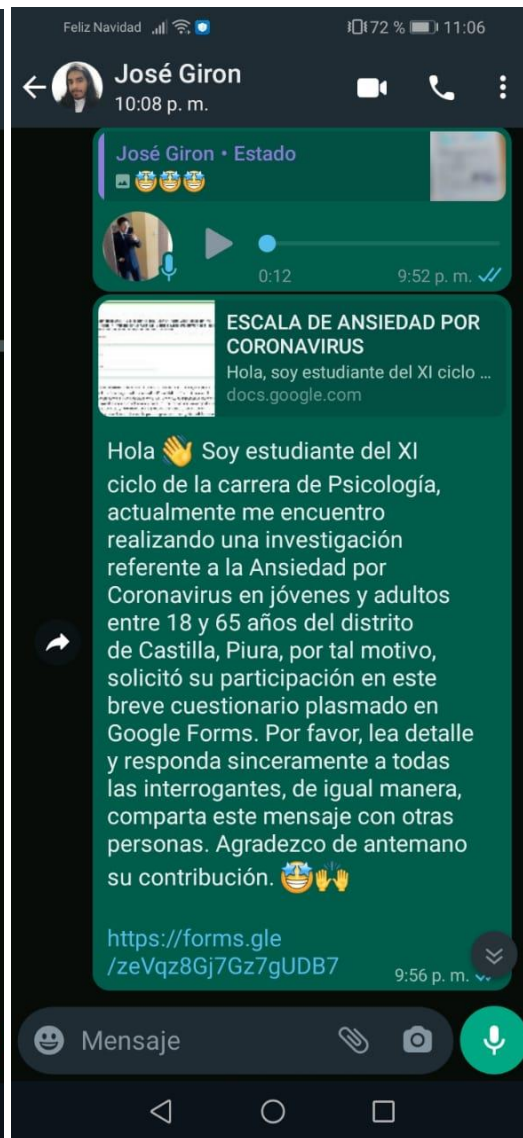 Feliz Navidad 72 % 11:06
José Giron
10:08 p. m.
José Giron • Estado
🤩🤩🤩
0:12 9:52 p. m.
ESCALA DE ANSIEDAD POR
CORONAVIRUS
Hola, soy estudiante del XI ciclo ...
docs.google.com
Hola 👋 Soy estudiante del XI
ciclo de la carrera de Psicología,
actualmente me encuentro
realizando una investigación
referente a la Ansiedad por
Coronavirus en jóvenes y adultos
entre 18 y 65 años del distrito
de Castilla, Piura, por tal motivo,
solicitó su participación en este
breve cuestionario plasmado en
Google Forms. Por favor, lea detalle
y responda sinceramente a todas
las interrogantes, de igual manera,
comparta este mensaje con otras
personas. Agradezco de antemano
su contribución. 🤩🙌
https://forms.gle
/zeVqz8Gj7Gz7gUDB7
9:56 p. m.
Mensaje